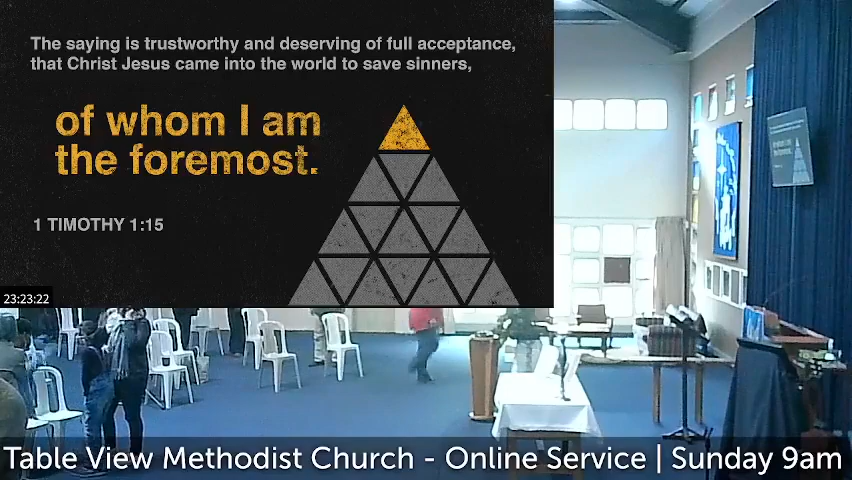 The saying is trustworthy and deserving of full acceptance,
that Christ Jesus came into the world to save sinners,
of whom I am
the foremost.
1 TIMOTHY 1:15
23:23:22
Table View Methodist Church - Online Service | Sunday 9am